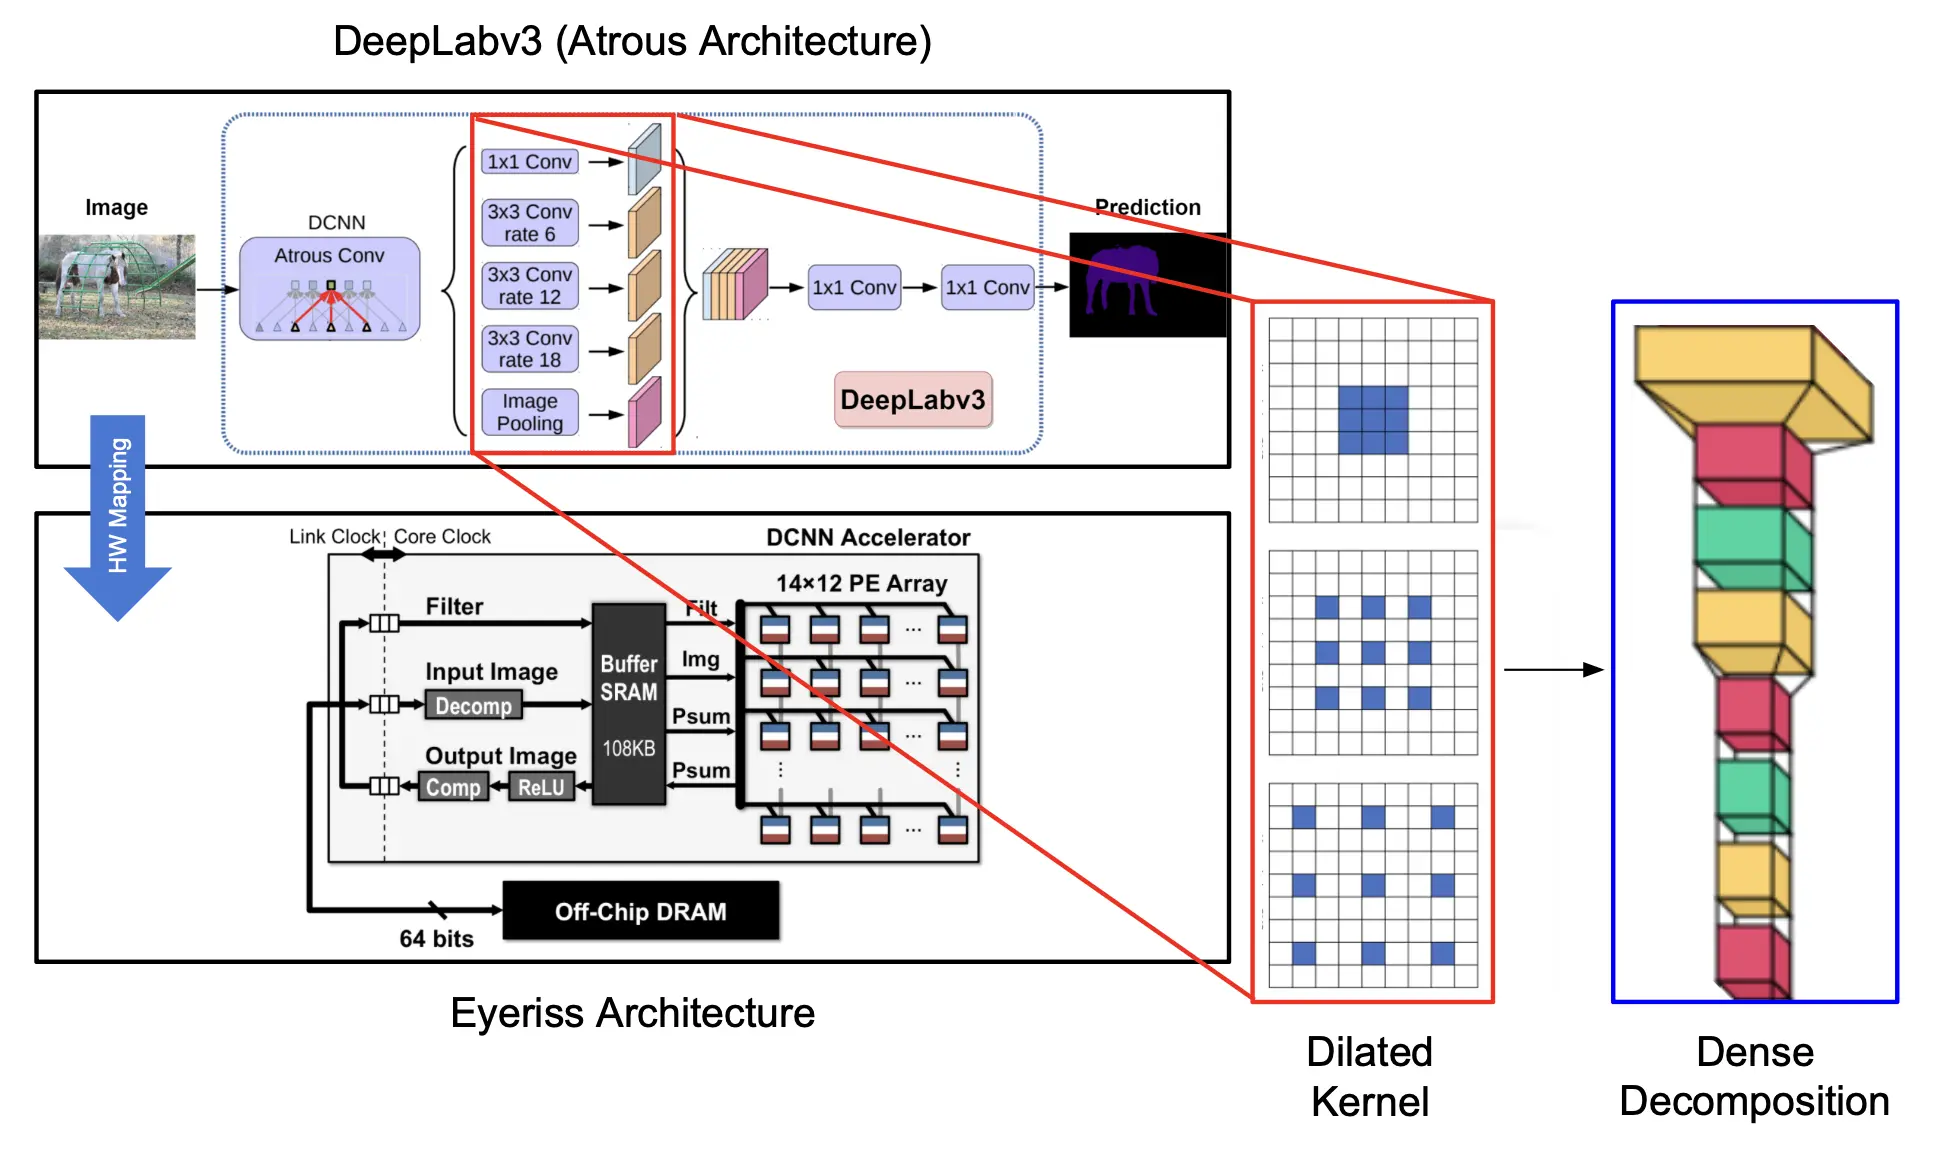 DeepLabv3 (Atrous Architecture)
Image
DCNN
Atrous Conv
1x1 Conv
3x3 Conv
rate 6
3x3 Conv
rate 12
3x3 Conv
rate 18
Image
Pooling
1x1 Conv
1x1 Conv
Prediction
DeepLabv3
HW Mapping
Link Clock
Core Clock
DCNN Accelerator
14×12 PE Array
Filter
Input Image
Decomp
Output Image
Comp
ReLU
Buffer
SRAM
108KB
Filt
Img
Psum
Psum
...
...
...
...
Off-Chip DRAM
64 bits
Eyeriss Architecture
Dilated
Kernel
Dense
Decomposition